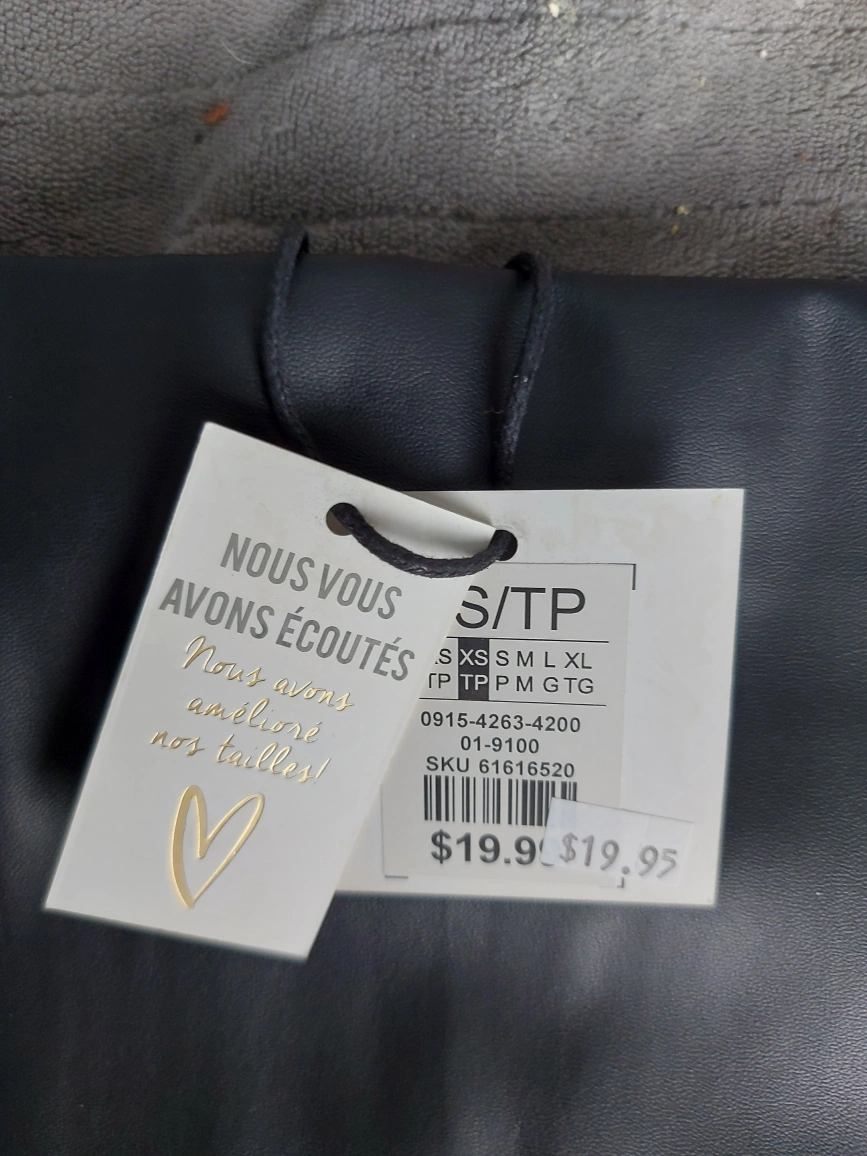 NOUS VOUS
AVONS ÉCOUTÉS
Nous avons
amélioré
nos tailles!
S/TP
XS S M L XL
TP P M G TG
0915-4263-4200
01-9100
SKU 61616520
$19.9
$19.95